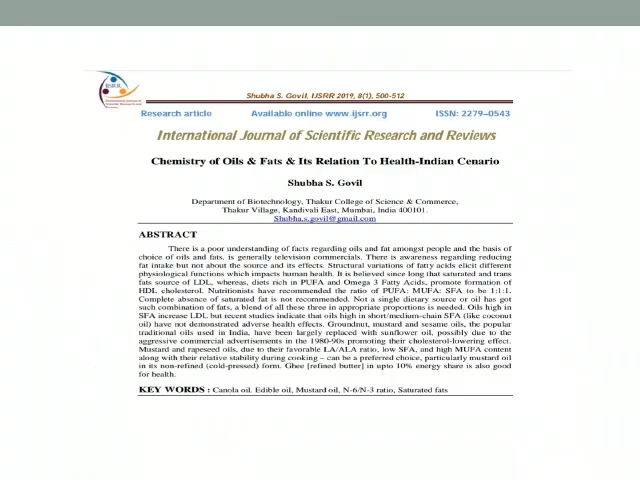 IJSRR
Shubha S. Govil, IJSRR 2019, 8(1), 500-512
Research article Available online www.ijsrr.org ISSN: 2279–0543
International Journal of Scientific Research and Reviews
Chemistry of Oils & Fats & Its Relation To Health-Indian Cenario
Shubha S. Govil
Department of Biotechnology, Thakur College of Science & Commerce,
Thakur Village, Kandivali East, Mumbai, India 400101.
Shubha.s.govil@gmail.com
ABSTRACT
There is a poor understanding of facts regarding oils and fat amongst people and the basis of
choice of oils and fats, is generally television commercials. There is awareness regarding reducing
fat intake but not about the source and its effects. Structural variations of fatty acids elicit different
physiological functions which impacts human health. It is believed since long that saturated and trans
fats source of LDL, whereas, diets rich in PUFA and Omega 3 Fatty Acids, promote formation of
HDL cholesterol. Nutritionists have recommended the ratio of PUFA: MUFA: SFA to be 1:1:1.
Complete absence of saturated fat is not recommended. Not a single dietary source or oil has got
such combination of fats, a blend of all these three in appropriate proportions is needed. Oils high in
SFA increase LDL but recent studies indicate that oils high in short/medium-chain SFA (like coconut
oil) have not demonstrated adverse health effects. Groundnut, mustard and sesame oils, the popular
traditional oils used in India, have been largely replaced with sunflower oil, possibly due to the
aggressive commercial advertisements in the 1980-90s promoting their cholesterol-lowering effect.
Mustard and rapeseed oils, due to their favorable LA/ALA ratio, low SFA, and high MUFA content
along with their relative stability during cooking – can be a preferred choice, particularly mustard oil
in its non-refined (cold-pressed) form. Ghee [refined butter] in upto 10% energy share is also good
for health.
KEY WORDS : Canola oil. Edible oil, Mustard oil, N-6/N-3 ratio, Saturated fats